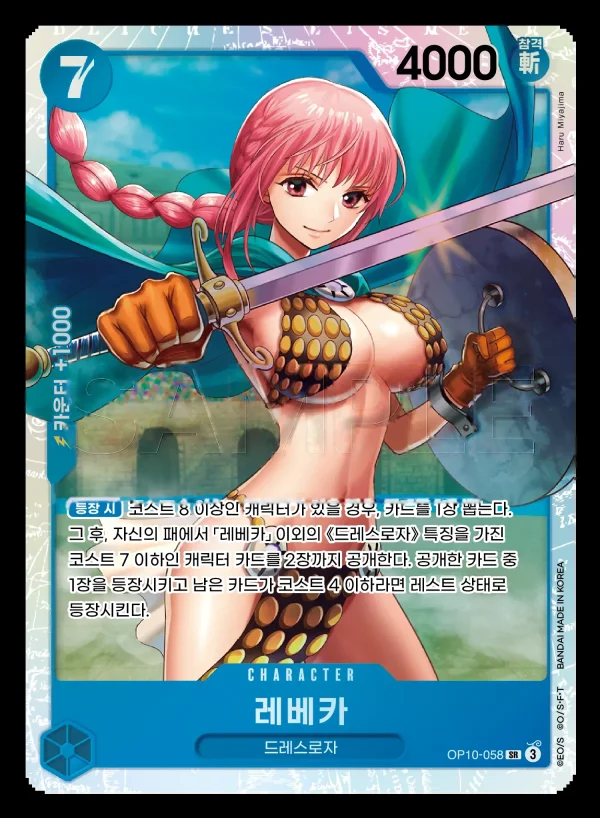 7
4000
참격
斬
Haru Miyajima
카운터 +1000
SAMPLE
등장 시 코스트 8 이상인 캐릭터가 있을 경우, 카드를 1장 뽑는다.
그 후, 자신의 패에서 「레베카」 이외의 《드레스로자》 특징을 가진
코스트 7 이하인 캐릭터 카드를 2장까지 공개한다. 공개한 카드 중
1장을 등장시키고 남은 카드가 코스트 4 이하라면 레스트 상태로
등장시킨다.
CHARACTER
레베카
드레스로자
OP10-058 SR 3
©EO/S ©O/S·F·T BANDAI MADE IN KOREA